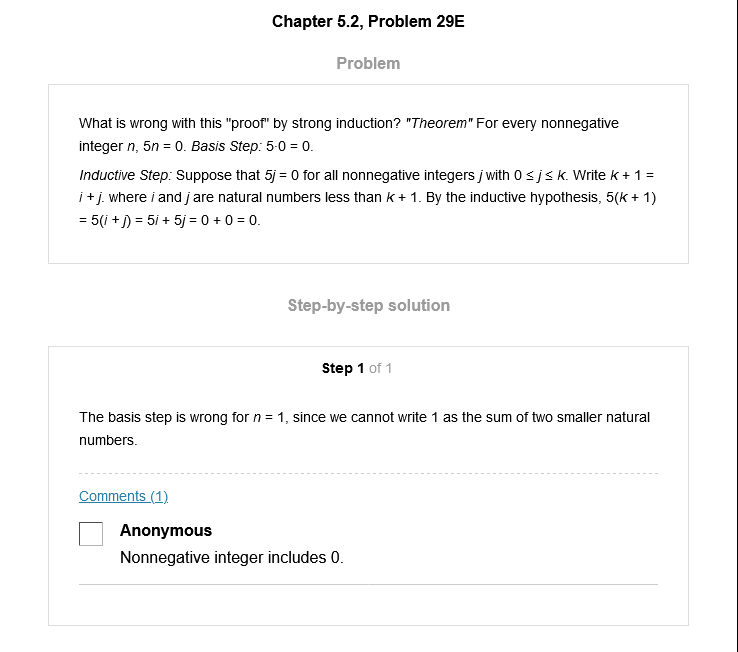 Chapter 5.2, Problem 29E
Problem
What is wrong with this "proof" by strong induction? "Theorem" For every nonnegative
integer n, 5n = 0. Basis Step: 5·0 = 0.
Inductive Step: Suppose that 5j = 0 for all nonnegative integers j with 0 ≤ j ≤ k. Write k + 1 =
i + j. where i and j are natural numbers less than k + 1. By the inductive hypothesis, 5(k + 1)
= 5(i + j) = 5i + 5j = 0 + 0 = 0.
Step-by-step solution
Step 1 of 1
The basis step is wrong for n = 1, since we cannot write 1 as the sum of two smaller natural
numbers.
Comments (1)
Anonymous
Nonnegative integer includes 0.